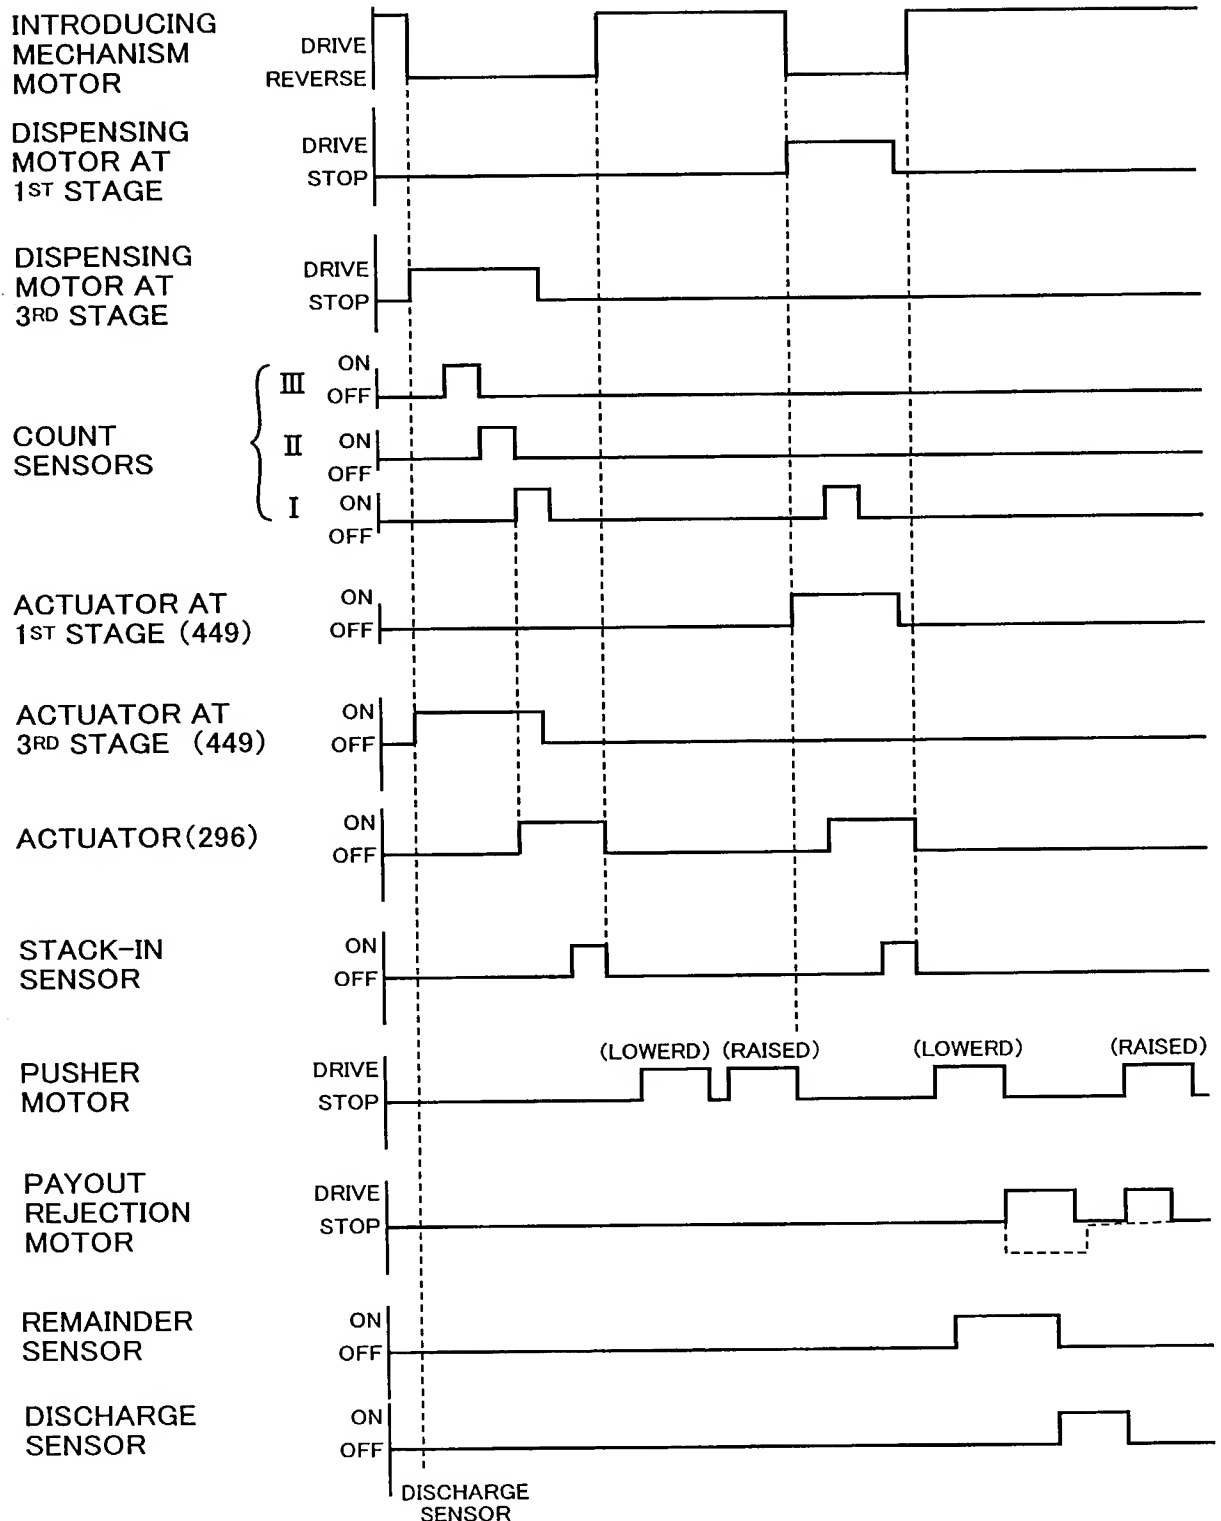 INTRODUCING
MECHANISM
MOTOR
DRIVE
REVERSE
DISPENSING
MOTOR AT
1ST STAGE
DRIVE
STOP
DISPENSING
MOTOR AT
3RD STAGE
DRIVE
STOP
COUNT
SENSORS
III
ON
OFF
II
ON
OFF
I
ON
OFF
ACTUATOR AT
1ST STAGE (449)
ON
OFF
ACTUATOR AT
3RD STAGE (449)
ON
OFF
ACTUATOR(296)
ON
OFF
STACK-IN
SENSOR
ON
OFF
PUSHER
MOTOR
DRIVE
STOP
(LOWERD) (RAISED) (LOWERD) (RAISED)
PAYOUT
REJECTION
MOTOR
DRIVE
STOP
REMAINDER
SENSOR
ON
OFF
DISCHARGE
SENSOR
ON
OFF
DISCHARGE
SENSOR